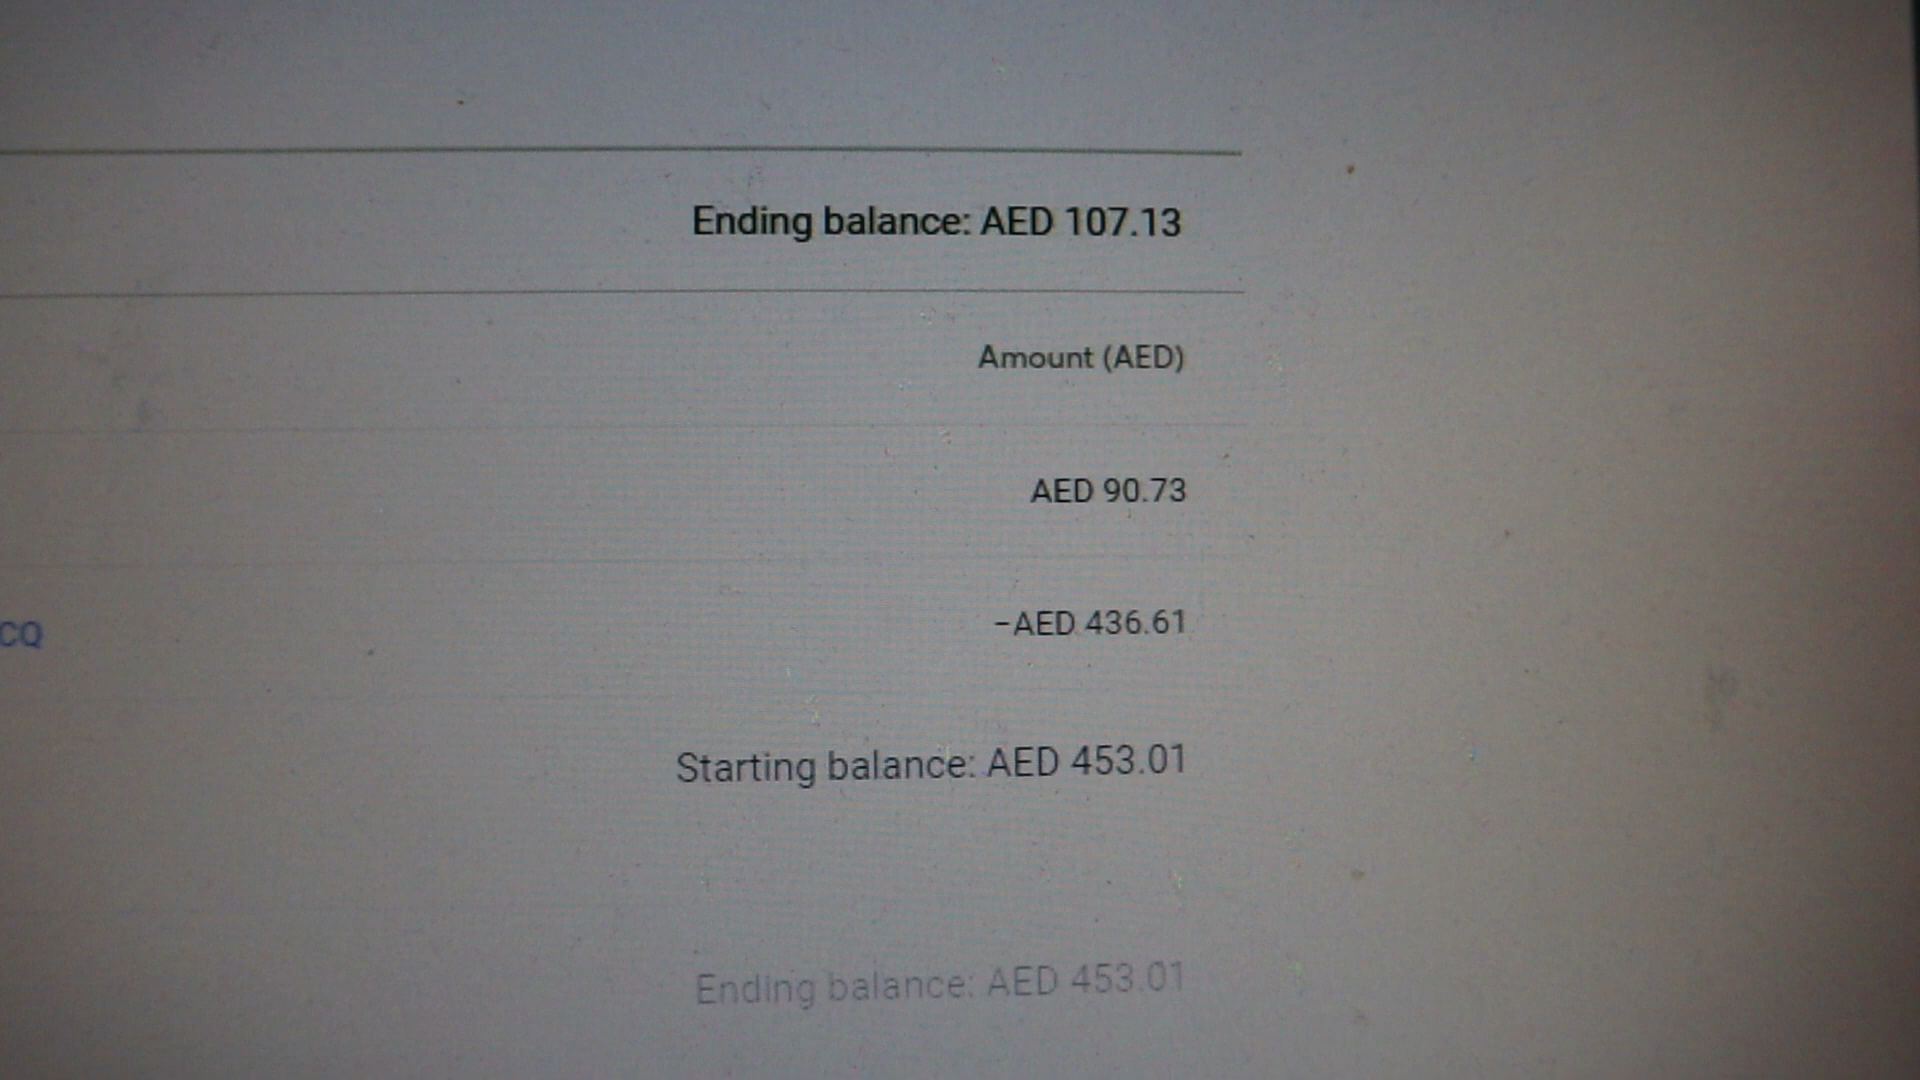 Ending balance: AED 107.13
Amount (AED)
AED 90.73
CQ
-AED 436.61
Starting balance: AED 453.01
Ending balance: AED 453.01